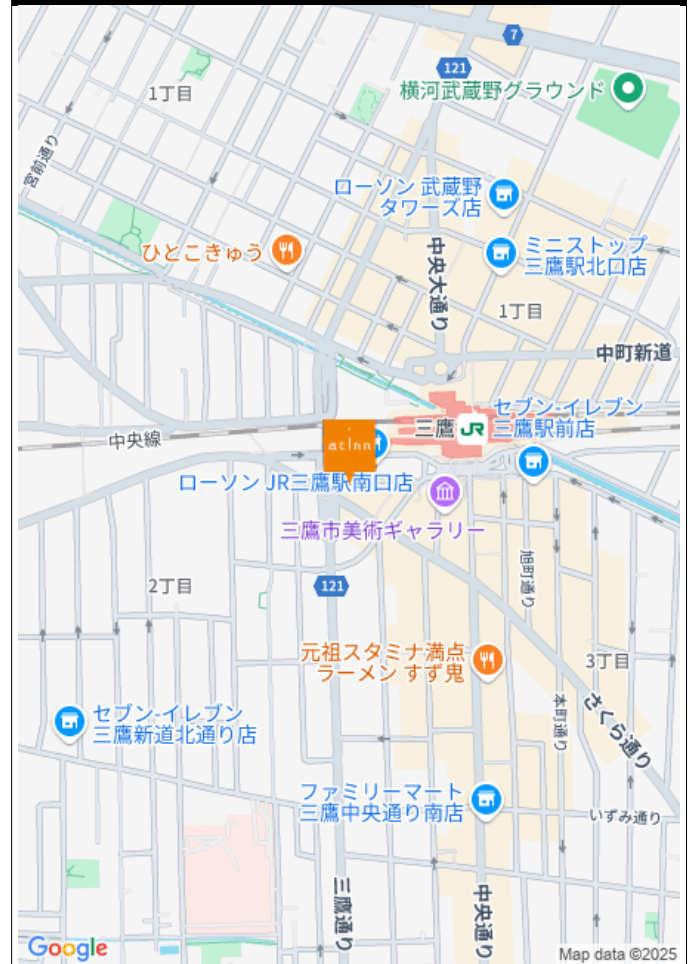 7
121
横河武蔵野グラウンド
1丁目
宮前通り
ローソン 武蔵野
タワーズ店
ひとこきゅう
中央大通り
ミニストップ
三鷹駅北口店
1丁目
中町新道
セブン-イレブン
三鷹駅前店
三鷹
JR
中央線
atinn
ローソン JR三鷹駅南口店
三鷹市美術ギャラリー
旭町通り
121
2丁目
元祖スタミナ満点
ラーメン すず鬼
3丁目
さくら通り
本町通り
セブン-イレブン
三鷹新道北通り店
ファミリーマート
三鷹中央通り南店
いずみ通り
三鷹通り
中央通り
Google
Map data ©2025